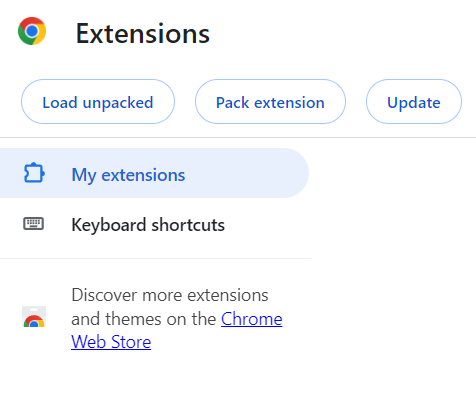 Extensions
Load unpacked
Pack extension
Update
My extensions
Keyboard shortcuts
Discover more extensions
and themes on the Chrome
Web Store